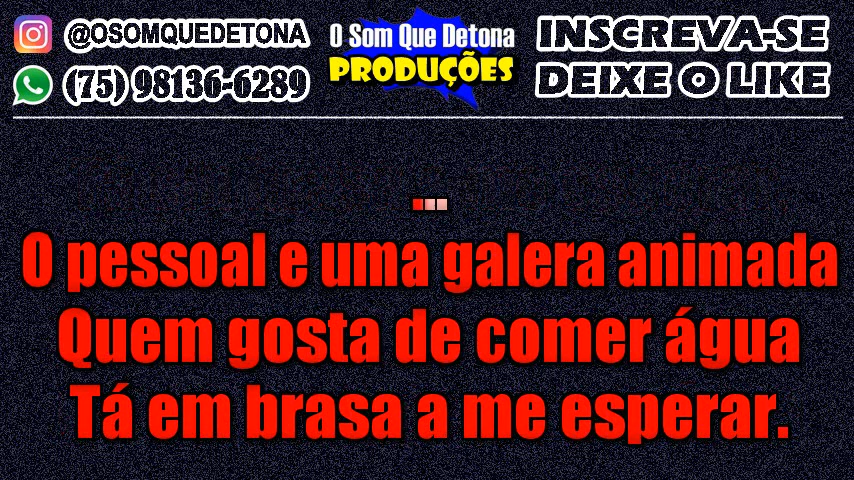 @OSOMQUEDETONA
(75) 98136-6289
O Som Que Detona
PRODUÇÕES
INSCREVA-SE
DEIXE O LIKE
O pessoal e uma galera animada
Quem gosta de comer água
Tá em brasa a me esperar.